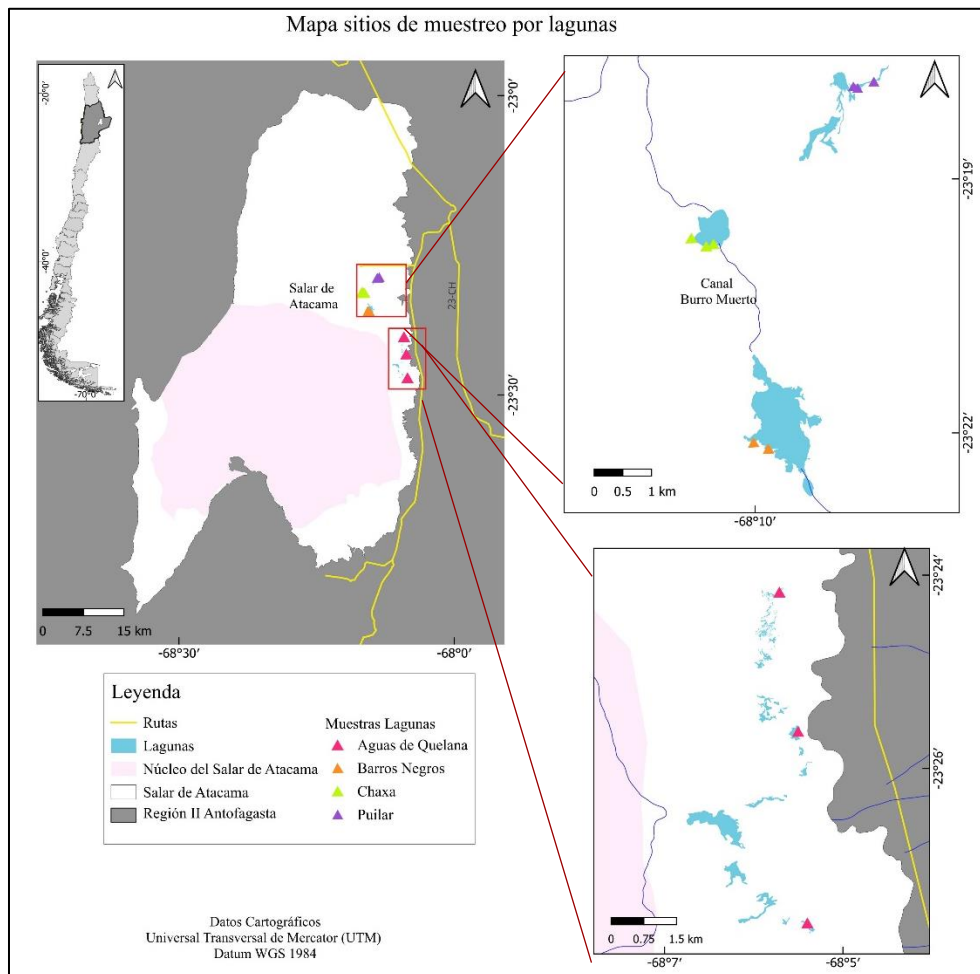 Mapa sitios de muestreo por lagunas
-20°0'
-40°0'
-70°0'
-23°0'
Salar de
Atacama
23-CH
-23°30'
0 7.5 15 km
-68°30' -68°0'
-23°19'
Canal
Burro Muerto
-23°22'
0 0.5 1 km
-68°10'
-23°24'
-23°26'
0 0.75 1.5 km
-68°7' -68°5'
Leyenda
Rutas
Lagunas
Núcleo del Salar de Atacama
Salar de Atacama
Región II Antofagasta
Muestras Lagunas
Aguas de Quelana
Barros Negros
Chaxa
Puilar
Datos Cartográficos
Universal Transversal de Mercator (UTM)
Datum WGS 1984